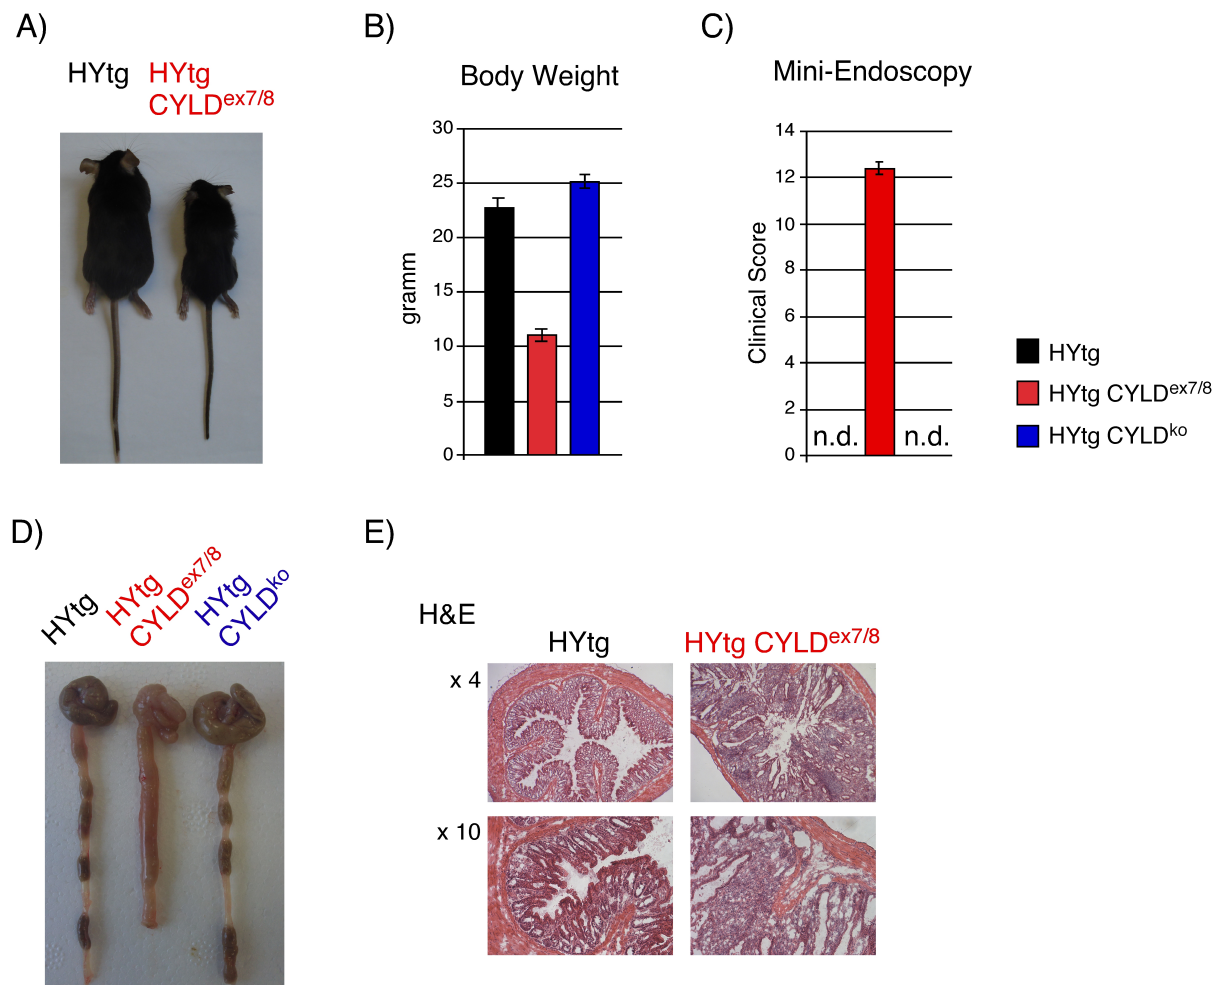 A)
HYtg
HYtg
CYLDex7/8
B)
Body Weight
30
25
20
15
10
5
0
gramm
C)
Mini-Endoscopy
14
12
10
8
6
4
2
0
Clinical Score
n.d.
n.d.
HYtg
HYtg CYLDex7/8
HYtg CYLDko
D)
HYtg
HYtg
CYLDex7/8
HYtg
CYLDko
E)
H&E
HYtg
HYtg CYLDex7/8
x 4
x 10